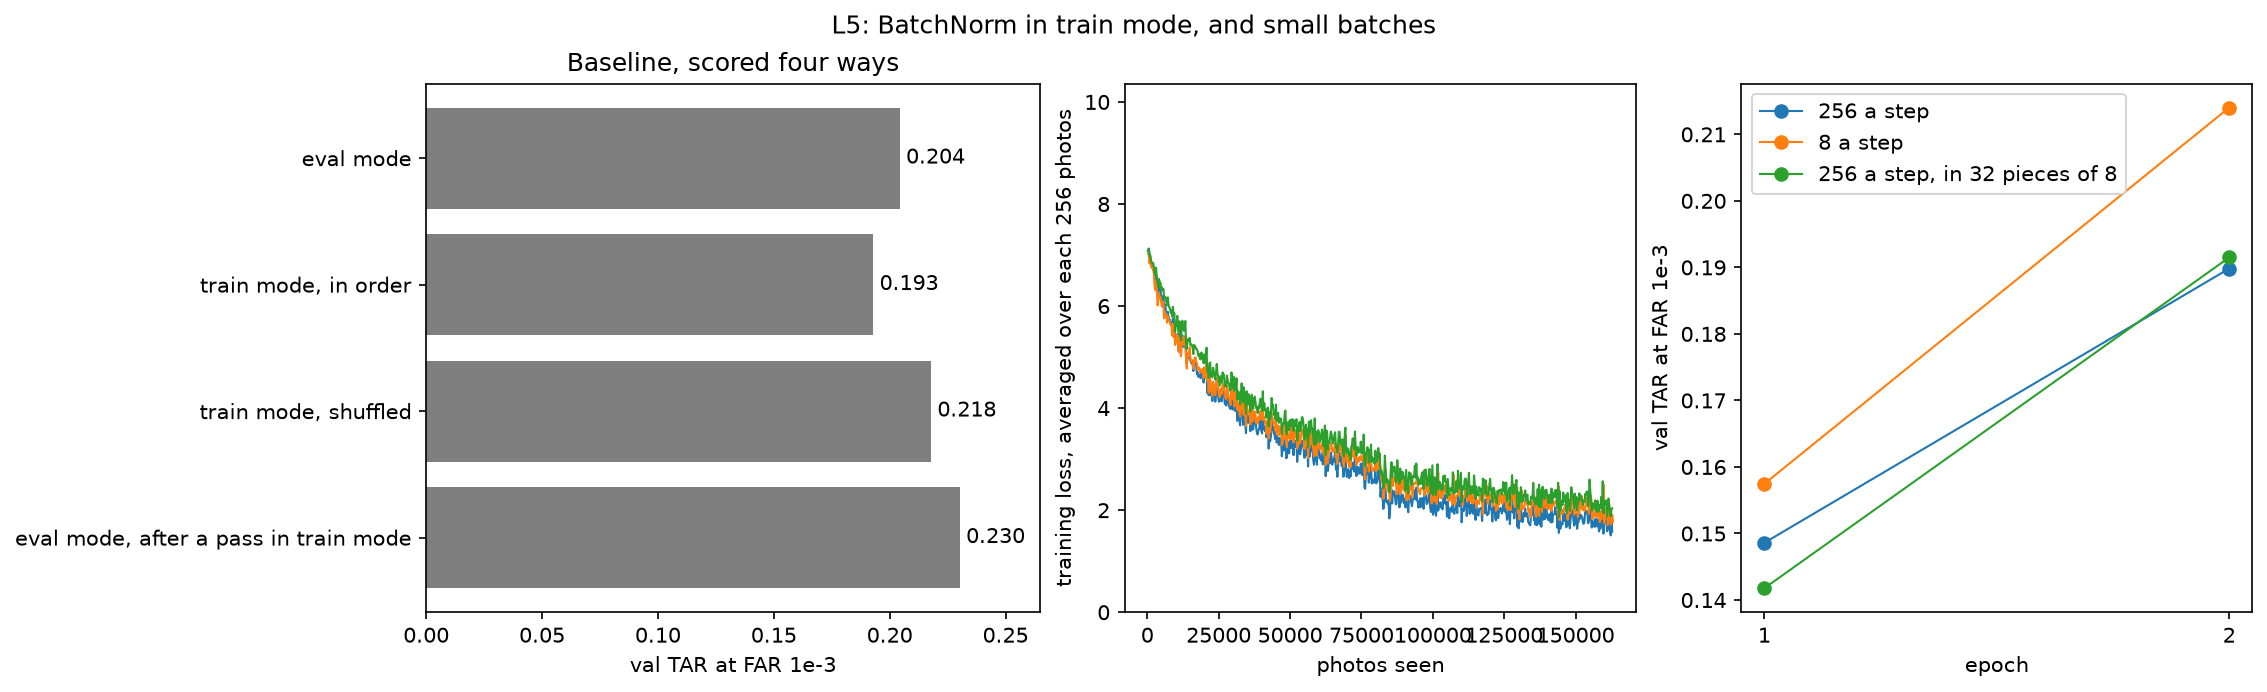 L5: BatchNorm in train mode, and small batches
Baseline, scored four ways
eval mode
train mode, in order
train mode, shuffled
eval mode, after a pass in train mode
0.204
0.193
0.218
0.230
0.00 0.05 0.10 0.15 0.20 0.25
val TAR at FAR 1e-3
training loss, averaged over each 256 photos
10
8
6
4
2
0
0 25000 50000 75000 100000 125000 150000
photos seen
val TAR at FAR 1e-3
0.21
0.20
0.19
0.18
0.17
0.16
0.15
0.14
256 a step
8 a step
256 a step, in 32 pieces of 8
1 2
epoch